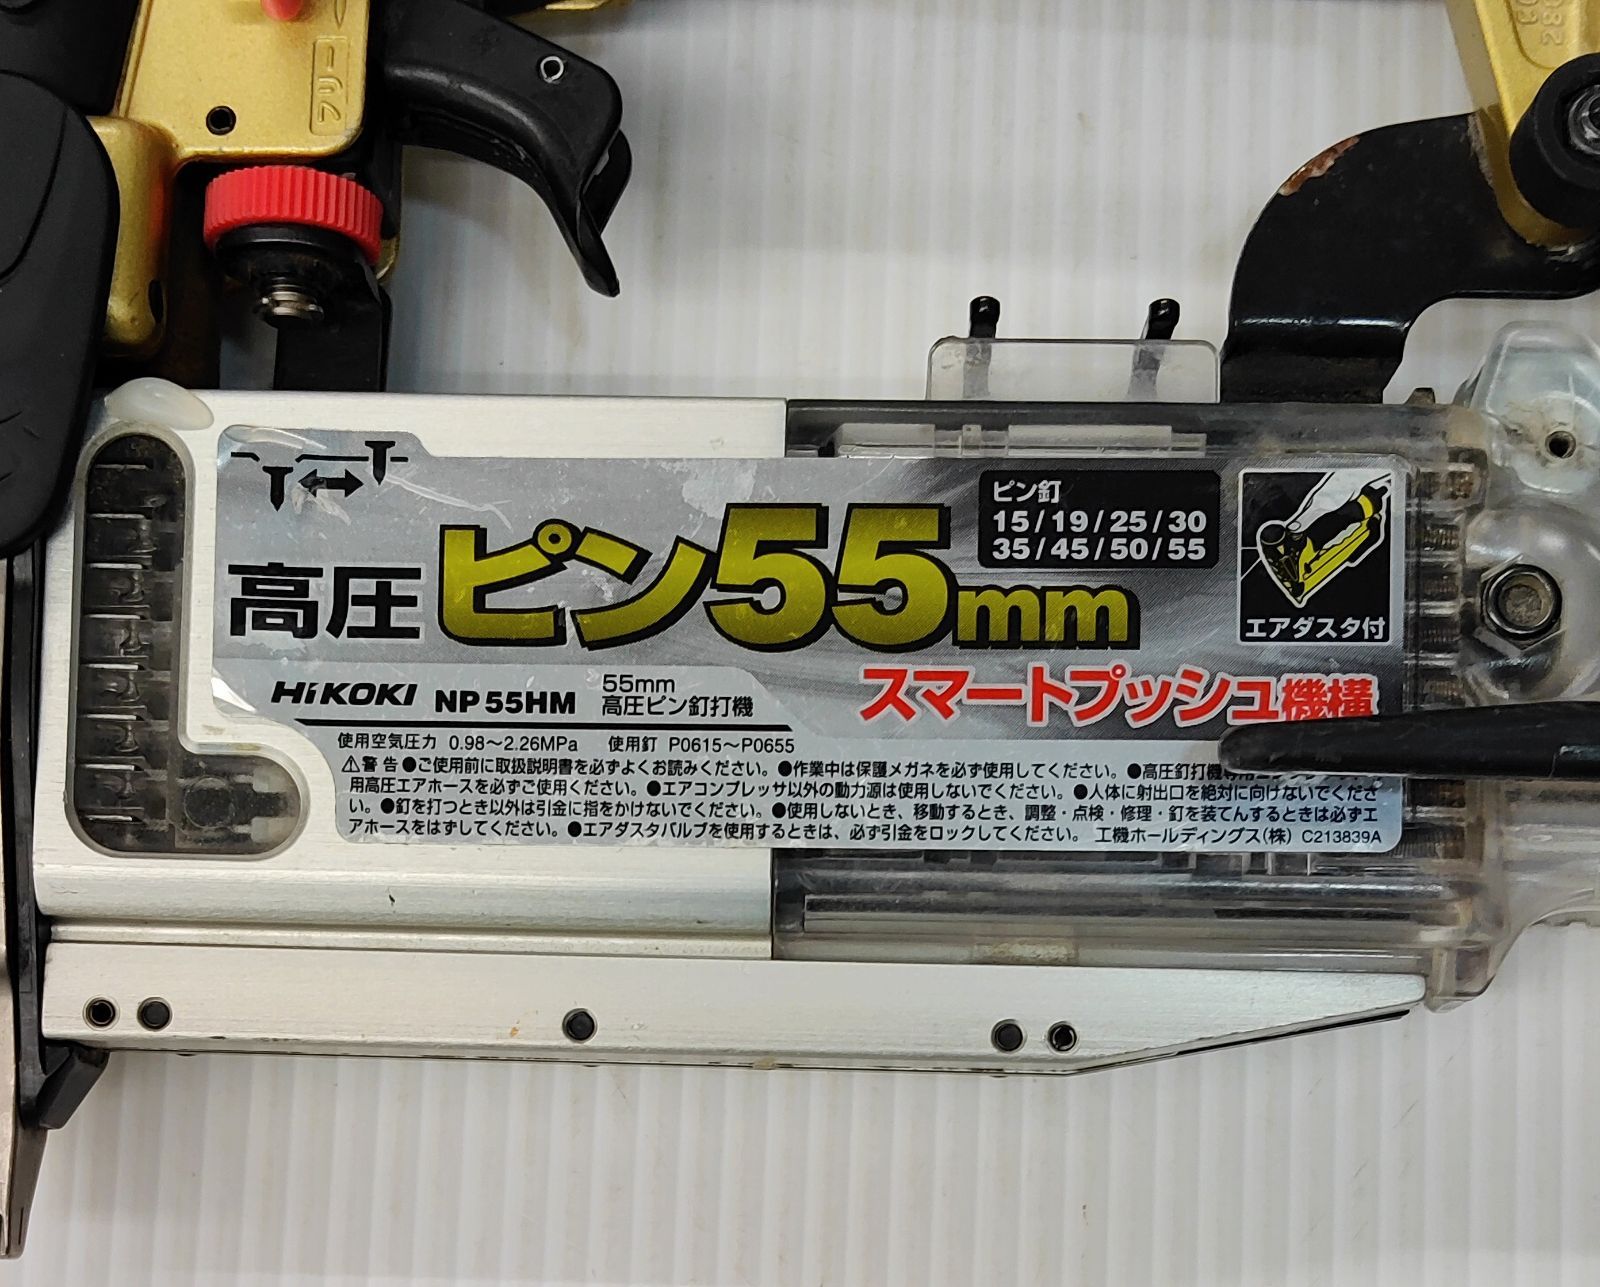 フリー
382
01
ピン釘
15/19/25/30
35/45/50/55
高圧ピン55mm
エアダスタ付
スマートプッシュ機構
HiKOKI NP55HM 55mm
高圧ピン釘打機
使用空気圧力 0.98～2.26MPa 使用釘 P0615～P0655
⚠警告●ご使用前に取扱説明書を必ずよくお読みください。●作業中は保護メガネを必ず使用してください。●高圧釘打機専用
用高圧エアホースを必ずご使用ください。●エアコンプレッサ以外の動力源は使用しないでください。●人体に射出口を絶対に向けないでくださ
い。●釘を打つとき以外は引金に指をかけないでください。●使用しないとき、移動するとき、調整・点検・修理・釘を装てんするときは必ずエ
アホースをはずしてください。●エアダスタバルブを使用するときは、必ず引金をロックしてください。 工機ホールディングス(株) C213839A